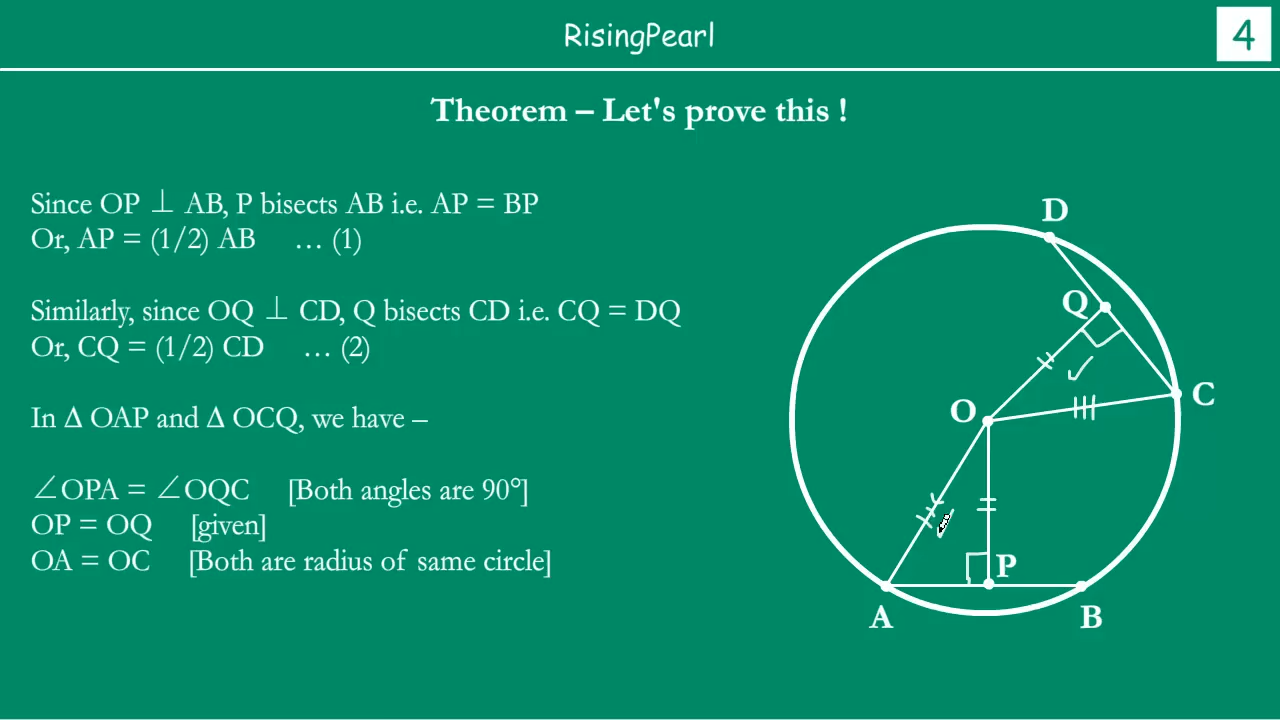 RisingPearl
4
Theorem – Let's prove this !
Since OP ⊥ AB, P bisects AB i.e. AP = BP
Or, AP = (1/2) AB … (1)
Similarly, since OQ ⊥ CD, Q bisects CD i.e. CQ = DQ
Or, CQ = (1/2) CD … (2)
In Δ OAP and Δ OCQ, we have –
∠OPA = ∠OQC [Both angles are 90°]
OP = OQ [given]
OA = OC [Both are radius of same circle]
D
Q
C
O
P
A
B